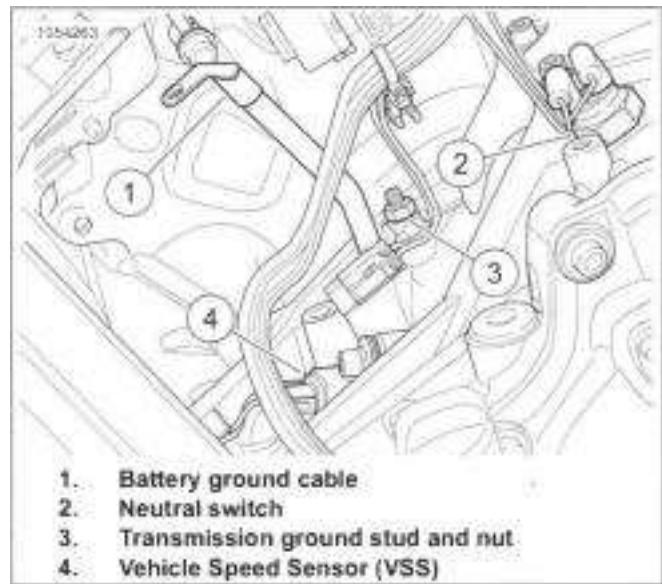 1
2
3
4
1. Battery ground cable
2. Neutral switch
3. Transmission ground stud and nut
4. Vehicle Speed Sensor (VSS)